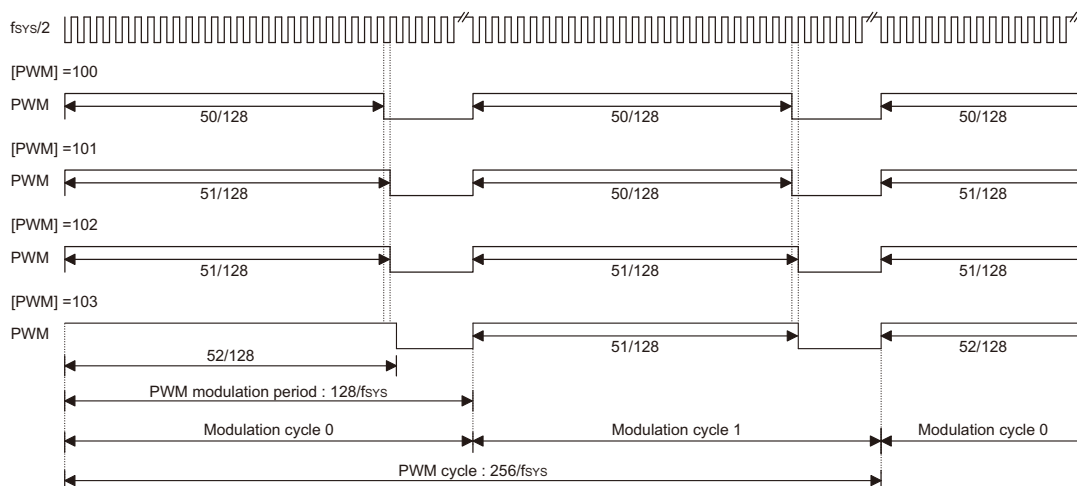 fSYS/2
[PWM] =100
PWM
50/128 50/128 50/128
[PWM] =101
PWM
51/128 50/128 51/128
[PWM] =102
PWM
51/128 51/128 51/128
[PWM] =103
PWM
52/128 51/128 52/128
PWM modulation period : 128/fSYS
Modulation cycle 0 Modulation cycle 1 Modulation cycle 0
PWM cycle : 256/fSYS